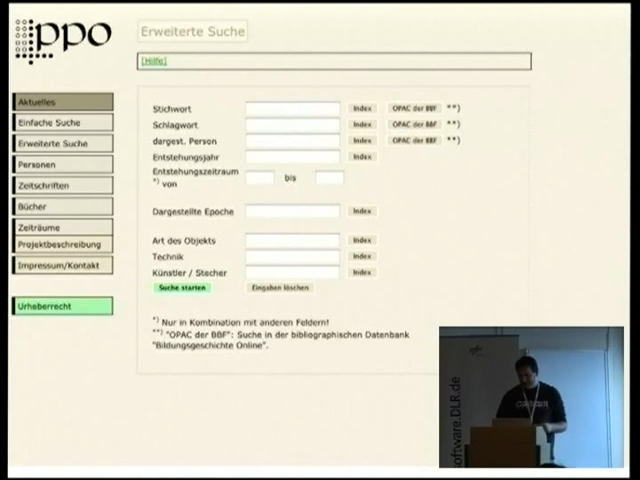 ppo
Erweiterte Suche
[Hilfe]
Aktuelles
Einfache Suche
Erweiterte Suche
Personen
Zeitschriften
Bücher
Zeiträume
Projektbeschreibung
Impressum/Kontakt
Urheberrecht
Stichwort Index OPAC der BBF **)
Schlagwort Index OPAC der BBF **)
dargest. Person Index OPAC der BBF **)
Entstehungsjahr Index
Entstehungszeitraum
*) von bis
Dargestellte Epoche Index
Art des Objekts Index
Technik Index
Künstler / Stecher Index
Suche starten Eingaben löschen
*) Nur in Kombination mit anderen Feldern!
**) "OPAC der BBF": Suche in der bibliographischen Datenbank
"Bildungsgeschichte Online".
software.DLR.de